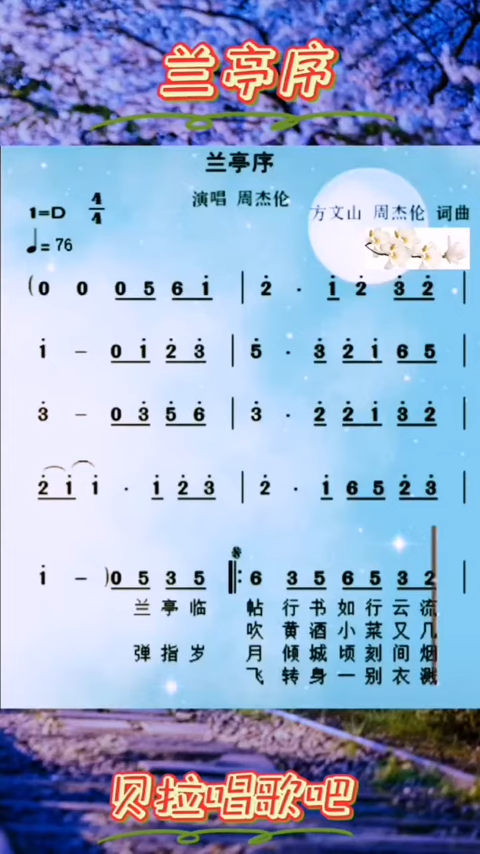 兰亭序
兰亭序
演唱 周杰伦
1=D 4/4
方文山 周杰伦 词曲
♩= 76
(0 0 0 5 6 i | 2̇ · i 2̇ 3̇ 2̇ |
i – 0 i 2̇ 3̇ | 5̇ · 3̇ 2̇ i 6 5 |
3̇ – 0 3̇ 5̇ 6̇ | 3̇ · 2̇ 2̇ i 3̇ 2̇ |
2̇ i i · i 2̇ 3̇ | 2̇ · i 6 5 2̇ 3̇ |
i – )0 5 3 5 ‖: 6 3 5 6 5 3 2 |
兰 亭 临 帖 行 书 如 行 云 流
吹 黄 酒 小 菜 又 几
弹 指 岁 月 倾 城 顷 刻 间 烟
飞 转 身 一 别 衣 溅
贝拉唱歌吧